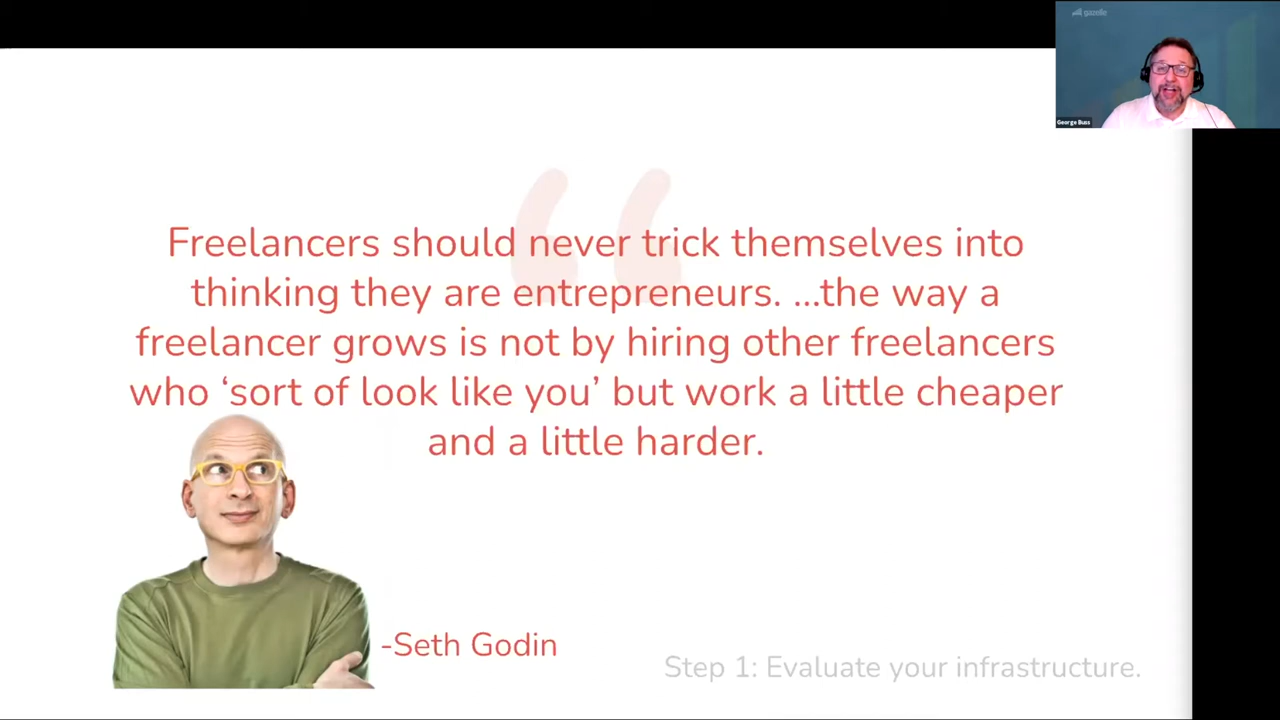 gazelle
George Buss
Freelancers should never trick themselves into
thinking they are entrepreneurs. ...the way a
freelancer grows is not by hiring other freelancers
who ‘sort of look like you’ but work a little cheaper
and a little harder.
-Seth Godin
Step 1: Evaluate your infrastructure.